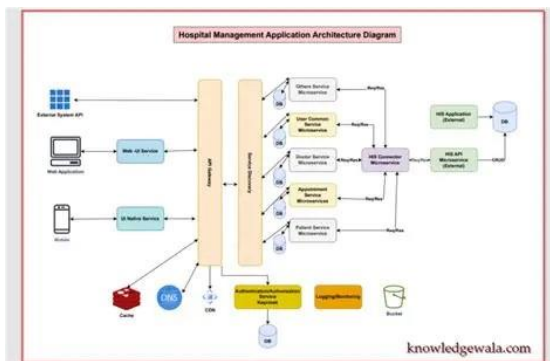 Hospital Management Application Architecture Diagram
External System API
Web Application
Web -UI Service
Mobile
UI Native Service
API Gateway
Service Discovery
Others Service
Microservice
DB
User Common
Service
Microservice
DB
Doctor Service
Microservice
DB
Appointment
Service
Microservices
DB
Patient Service
Microservice
DB
Req/Res
Req/Res
Req/Res
Req/Res
Req/Res
HIS Connector
Microservice
Req/Res
HIS Application
(External)
HIS API
Microservice
(External)
CRUD
DB
Cache
DNS
CDN
Authentication/Authorization
Service
Keycloak
DB
Logging/Monitoring
Bucket
knowledgewala.com